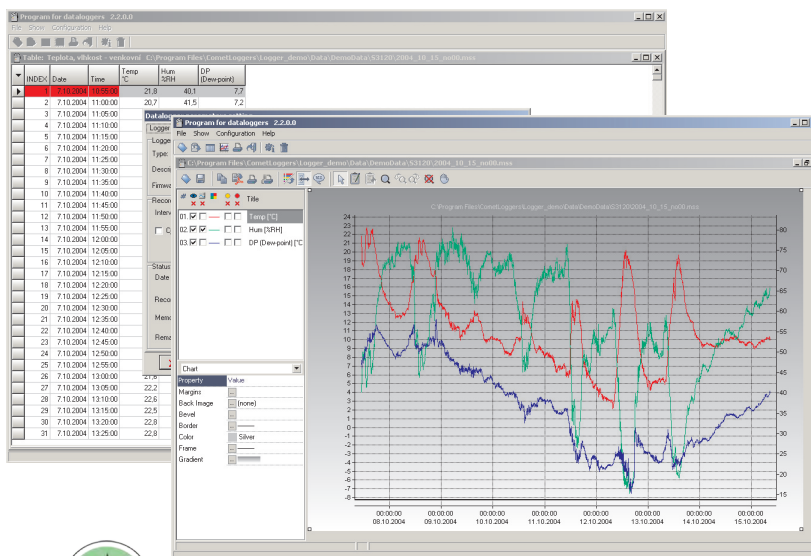 Program for dataloggers 2.2.0.0
File Show Configuration Help
Table: Teplota, vlhkost - venkovní C:\Program Files\CometLoggers\Logger_demo\Data\DemoData\S3120\2004_10_15_no00.msx
INDEX Date Time Temp °C Hum %RH DP (Dew-point)
1 7.10.2004 10:55:00 21,8 40,1 7,7
2 7.10.2004 11:00:00 20,7 41,5 7,2
3 7.10.2004 11:05:00
4 7.10.2004 11:10:00
5 7.10.2004 11:15:00
6 7.10.2004 11:20:00
7 7.10.2004 11:25:00
8 7.10.2004 11:30:00
9 7.10.2004 11:35:00
10 7.10.2004 11:40:00
11 7.10.2004 11:45:00
12 7.10.2004 11:50:00
13 7.10.2004 11:55:00
14 7.10.2004 12:00:00
15 7.10.2004 12:05:00
16 7.10.2004 12:10:00
17 7.10.2004 12:15:00
18 7.10.2004 12:20:00
19 7.10.2004 12:25:00
20 7.10.2004 12:30:00
21 7.10.2004 12:35:00
22 7.10.2004 12:40:00
23 7.10.2004 12:45:00
24 7.10.2004 12:50:00
25 7.10.2004 12:55:00
26 7.10.2004 13:00:00 21,8
27 7.10.2004 13:05:00 22,2
28 7.10.2004 13:10:00 22,6
29 7.10.2004 13:15:00 22,5
30 7.10.2004 13:20:00 22,8
31 7.10.2004 13:25:00 22,8
Logger
Logge
Type:
Descri
Firmwa
Recor
Interv
Status
Date
Reco
Memo
Rema
Program for dataloggers 2.2.0.0
File Show Configuration Help
C:\Program Files\CometLoggers\Logger_demo\Data\DemoData\S3120\2004_10_15_no00.msx
# Title
01. Temp [°C]
02. Hum [%RH]
03. DP (Dew-point) [°C
Chart
Property Value
Margins
Back Image (none)
Bevel
Border
Color Silver
Frame
Gradient
C:\Program Files\CometLoggers\Logger_demo\Data\DemoData\S3120\2004_10_15_no00.msx
24
23
22
21
20
19
18
17
16
15
14
13
12
11
10
9
8
7
6
5
4
3
2
1
0
-1
-2
-3
-4
-5
-6
-7
-8
80
75
70
65
60
55
50
45
40
35
30
25
20
15
00:00:00 00:00:00 00:00:00 00:00:00 00:00:00 00:00:00 00:00:00 00:00:00
08.10.2004 09.10.2004 10.10.2004 11.10.2004 12.10.2004 13.10.2004 14.10.2004 15.10.2004